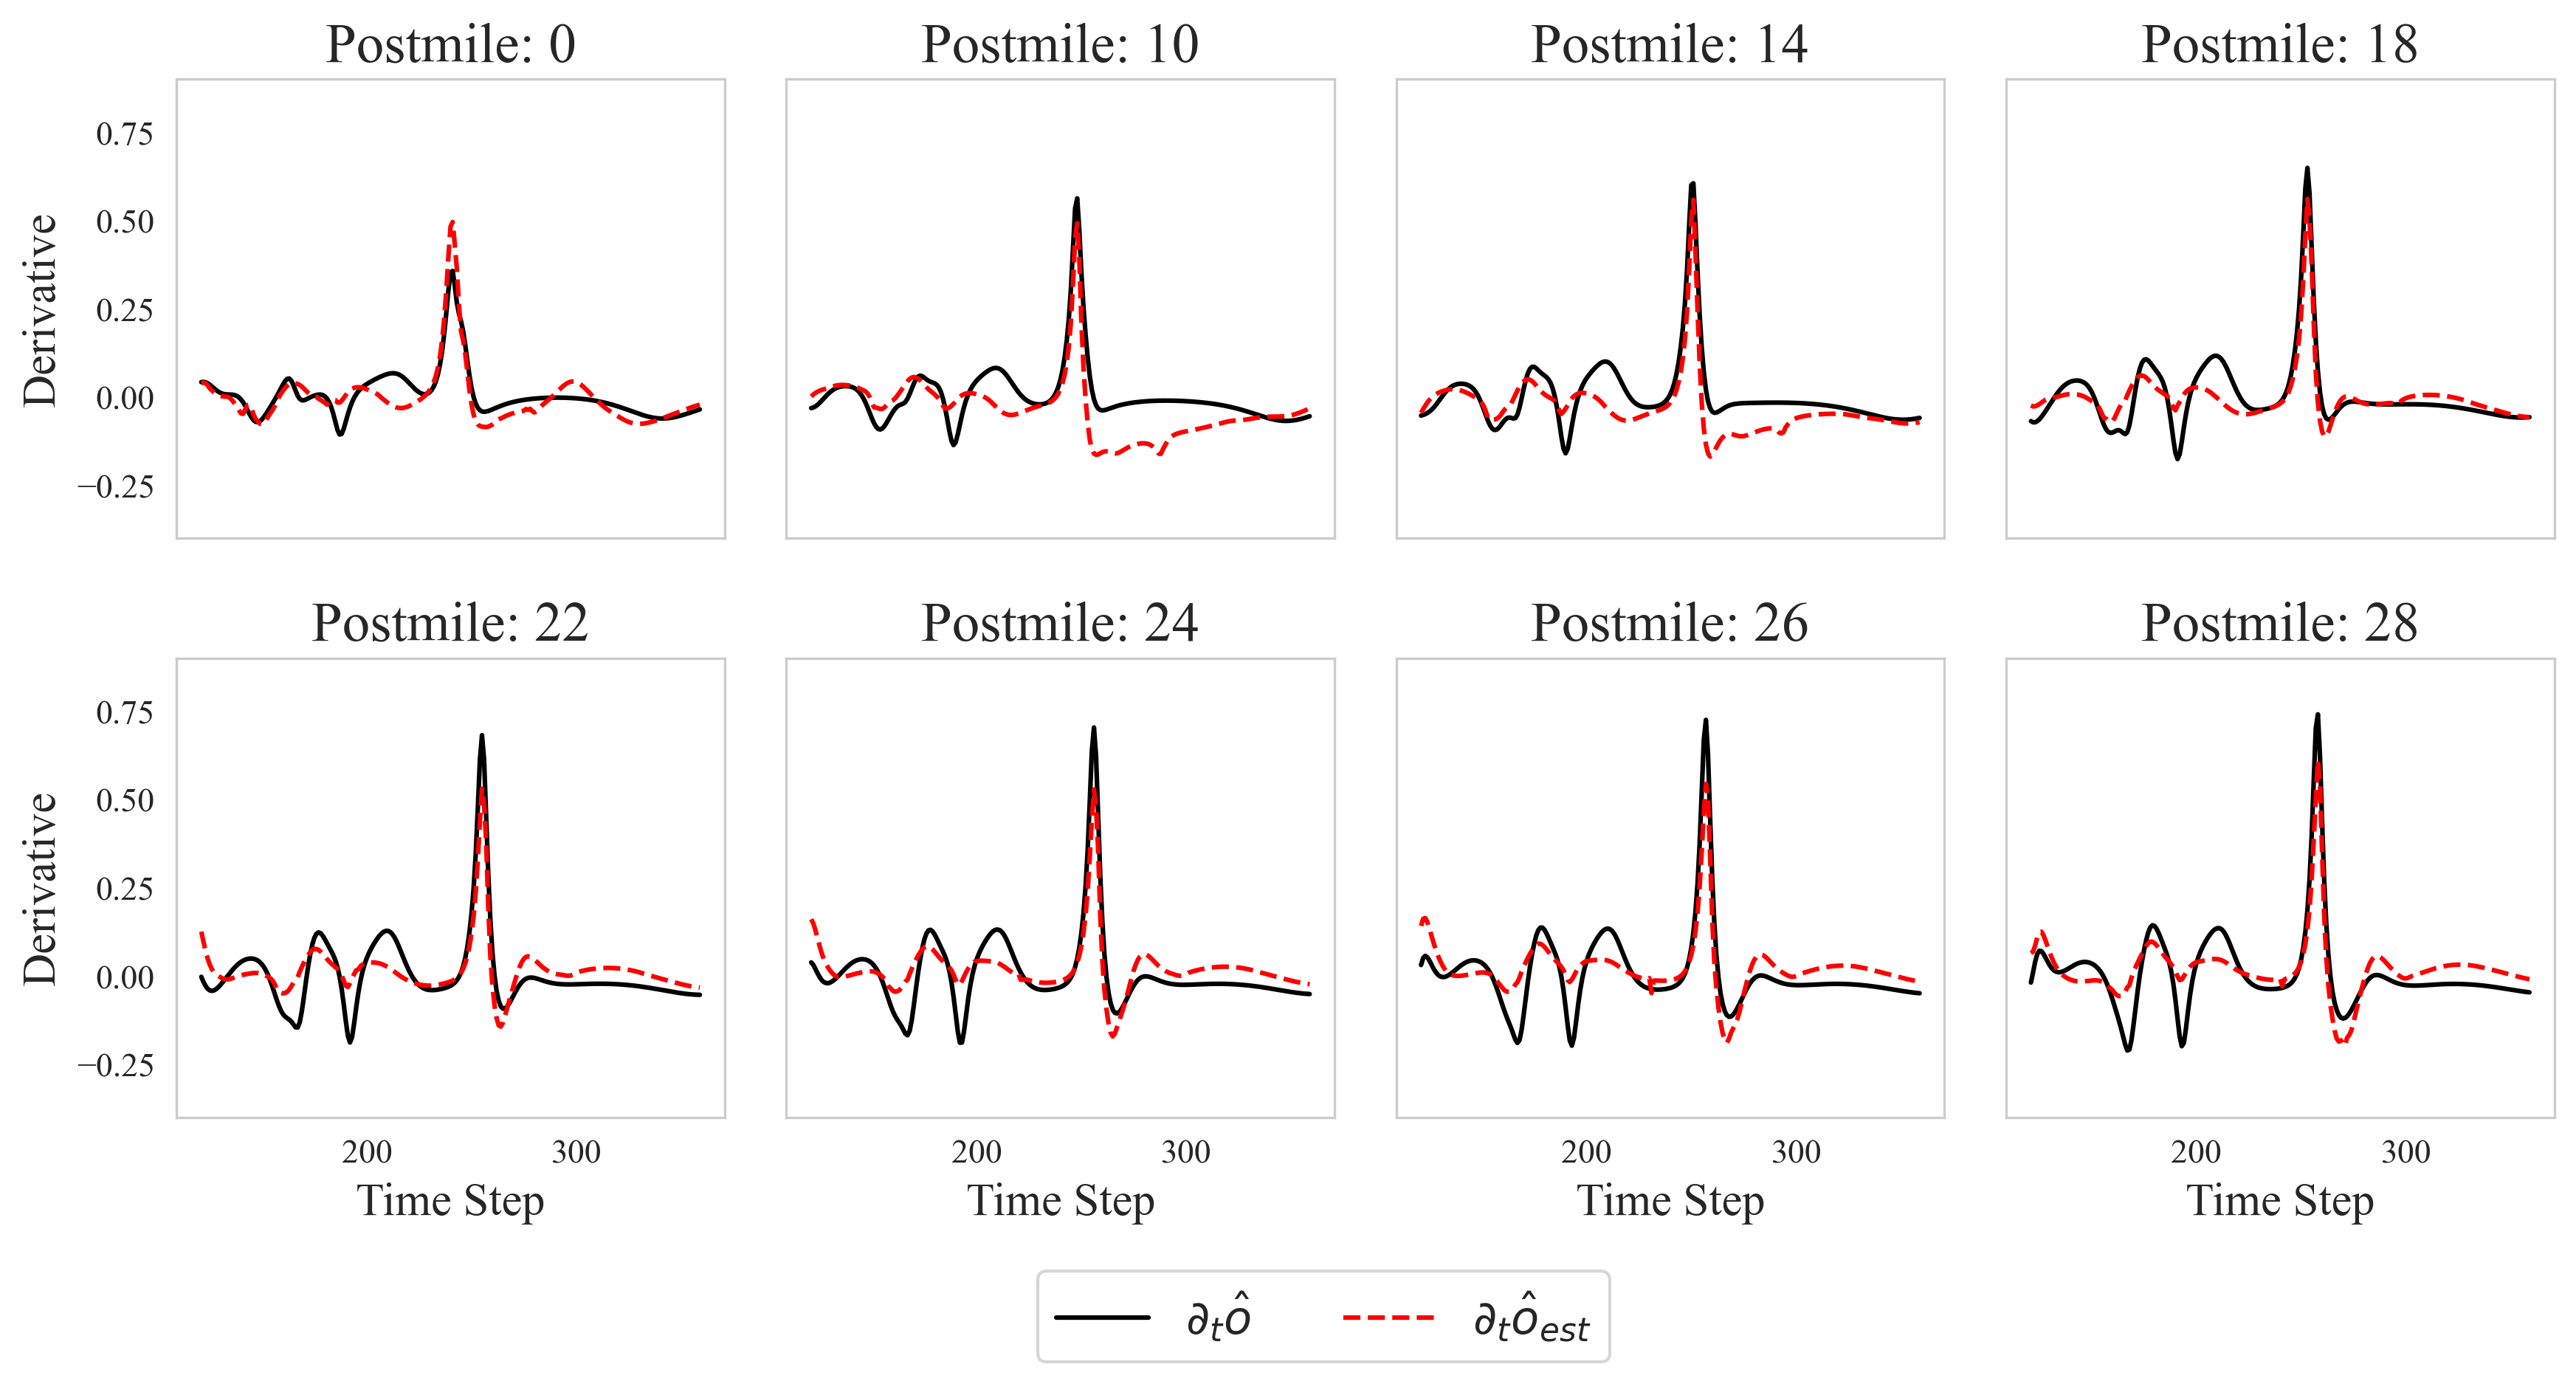 Postmile: 0 Postmile: 10 Postmile: 14 Postmile: 18
Derivative
0.75
0.50
0.25
0.00
−0.25
Postmile: 22 Postmile: 24 Postmile: 26 Postmile: 28
Derivative
0.75
0.50
0.25
0.00
−0.25
200 300 200 300 200 300 200 300
Time Step Time Step Time Step Time Step
∂ₜô ∂ₜôₑₛₜ